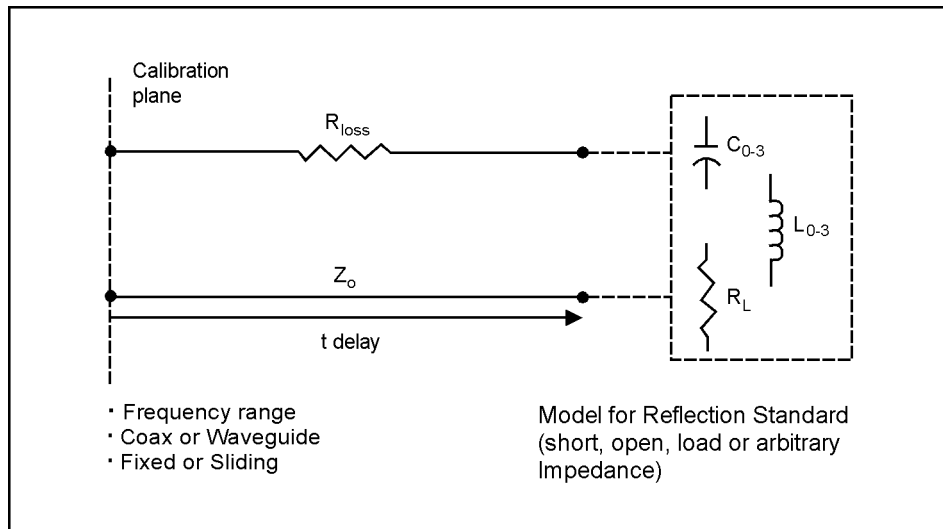 Calibration
plane
R_loss
C_0-3
L_0-3
Z_o
R_L
t delay
· Frequency range
· Coax or Waveguide
· Fixed or Sliding
Model for Reflection Standard
(short, open, load or arbitrary
Impedance)